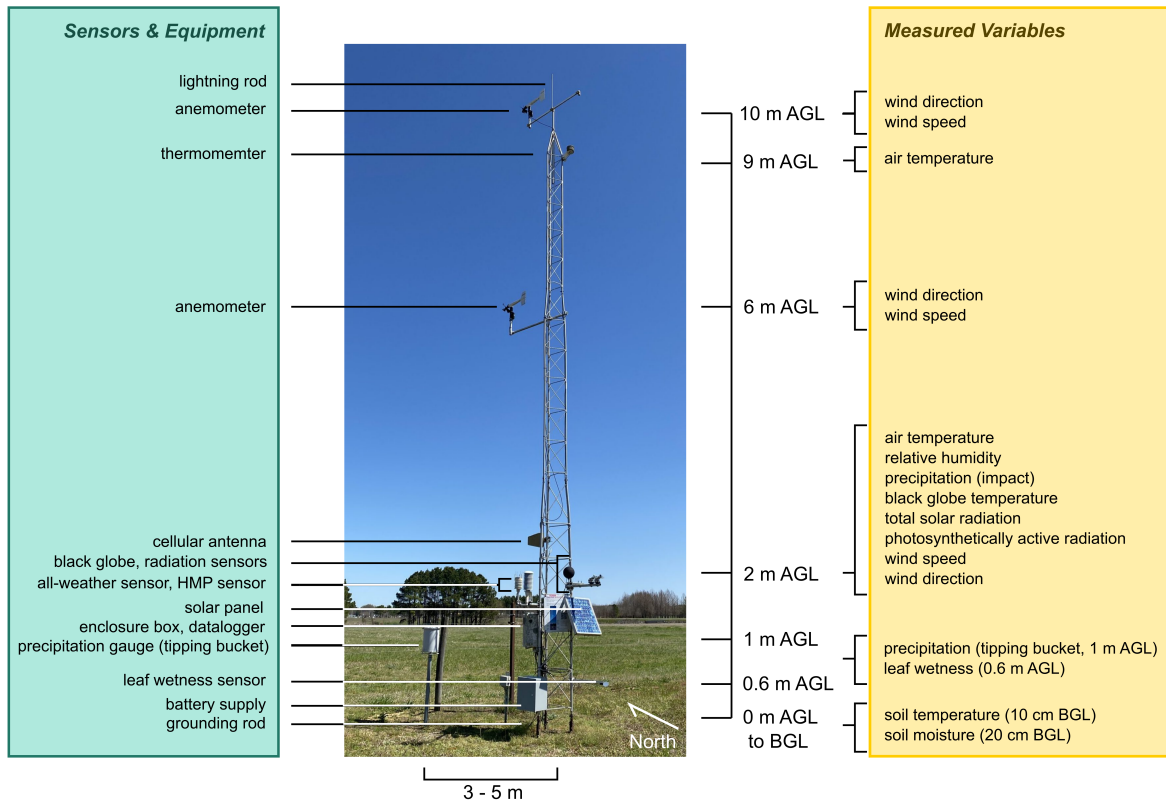 Sensors & Equipment
lightning rod
anemometer
thermomemter
anemometer
cellular antenna
black globe, radiation sensors
all-weather sensor, HMP sensor
solar panel
enclosure box, datalogger
precipitation gauge (tipping bucket)
leaf wetness sensor
battery supply
grounding rod
North
3 - 5 m
10 m AGL
9 m AGL
6 m AGL
2 m AGL
1 m AGL
0.6 m AGL
0 m AGL
to BGL
Measured Variables
wind direction
wind speed
air temperature
wind direction
wind speed
air temperature
relative humidity
precipitation (impact)
black globe temperature
total solar radiation
photosynthetically active radiation
wind speed
wind direction
precipitation (tipping bucket, 1 m AGL)
leaf wetness (0.6 m AGL)
soil temperature (10 cm BGL)
soil moisture (20 cm BGL)